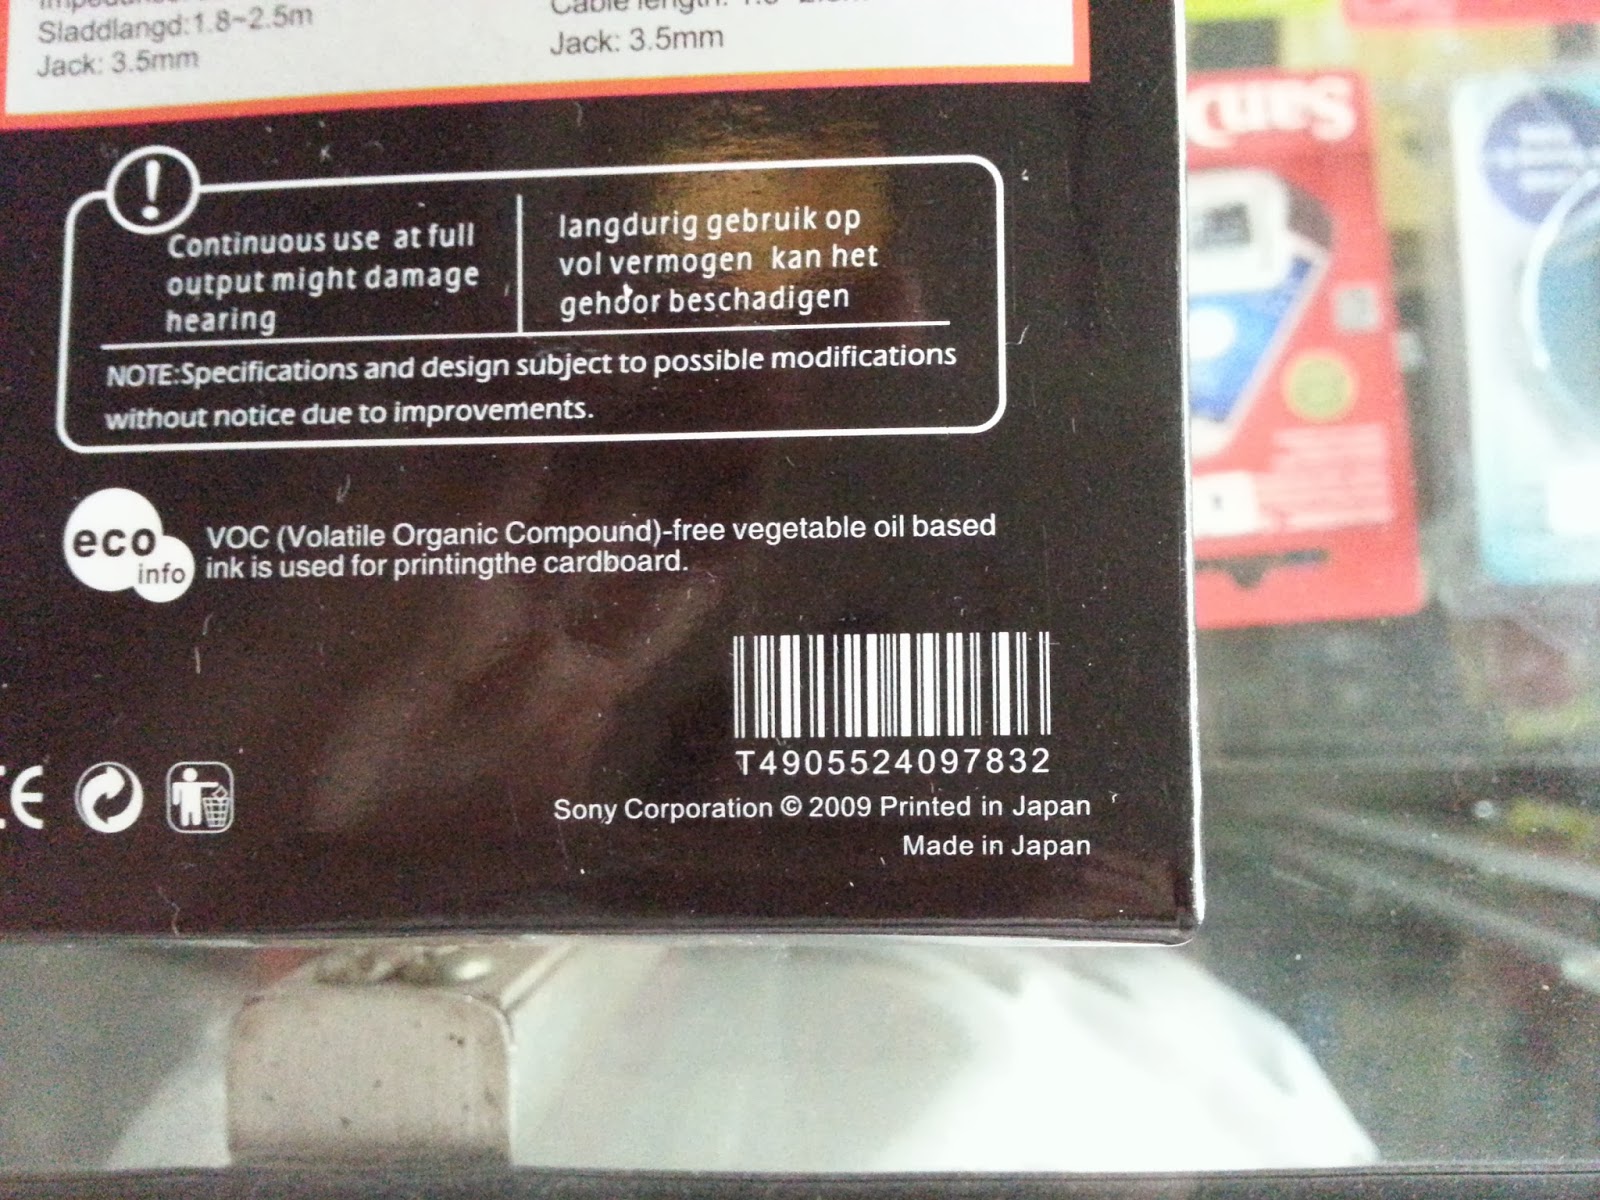 Sladdlangd:1.8~2.5m
Jack: 3.5mm
Cable length:
Jack: 3.5mm
!
Continuous use at full
output might damage
hearing
langdurig gebruik op
vol vermogen kan het
gehoor beschadigen
NOTE:Specifications and design subject to possible modifications
without notice due to improvements.
eco
info
VOC (Volatile Organic Compound)-free vegetable oil based
ink is used for printingthe cardboard.
T4905524097832
Sony Corporation © 2009 Printed in Japan
Made in Japan
CE